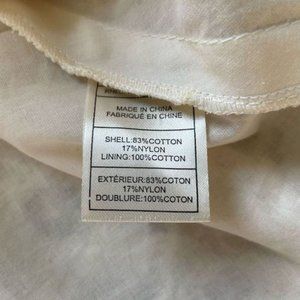 MADE IN CHINA
FABRIQUÉ EN CHINE
SHELL:83%COTTON
17%NYLON
LINING:100%COTTON
EXTÉRIEUR:83%COTON
17%NYLON
DOUBLURE:100%COTON